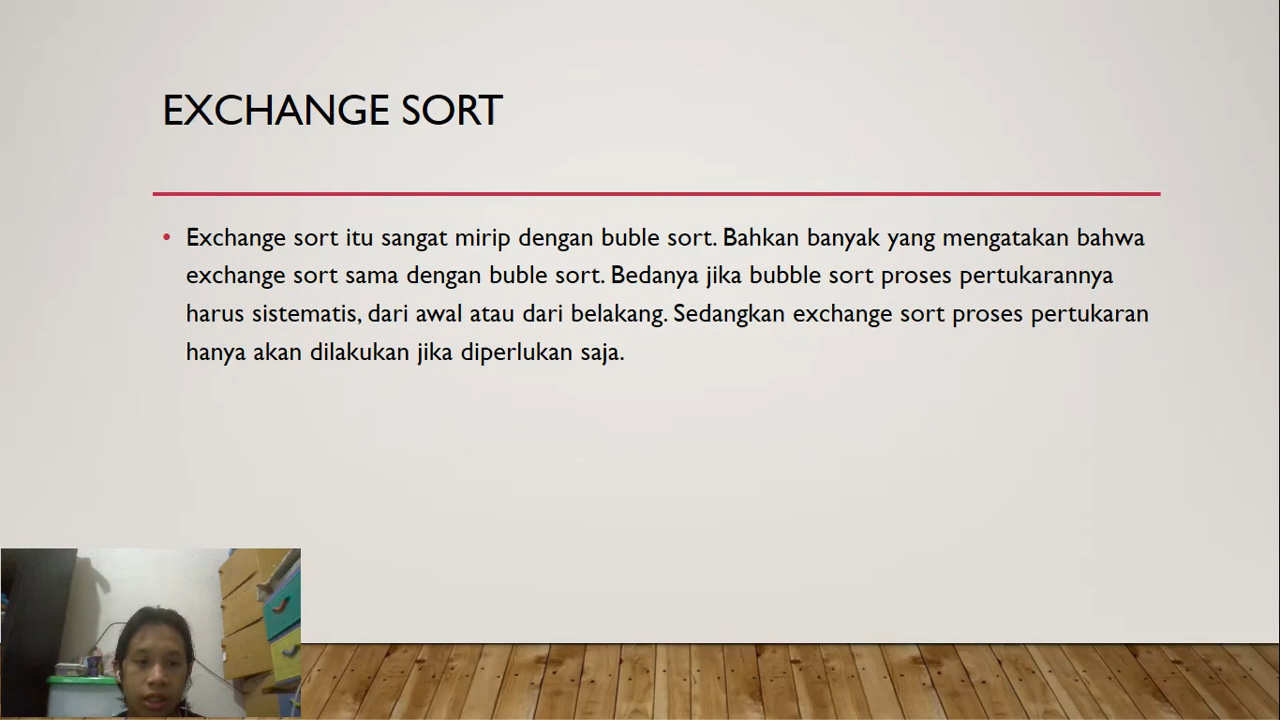 EXCHANGE SORT
• Exchange sort itu sangat mirip dengan buble sort. Bahkan banyak yang mengatakan bahwa
exchange sort sama dengan buble sort. Bedanya jika bubble sort proses pertukarannya
harus sistematis, dari awal atau dari belakang. Sedangkan exchange sort proses pertukaran
hanya akan dilakukan jika diperlukan saja.